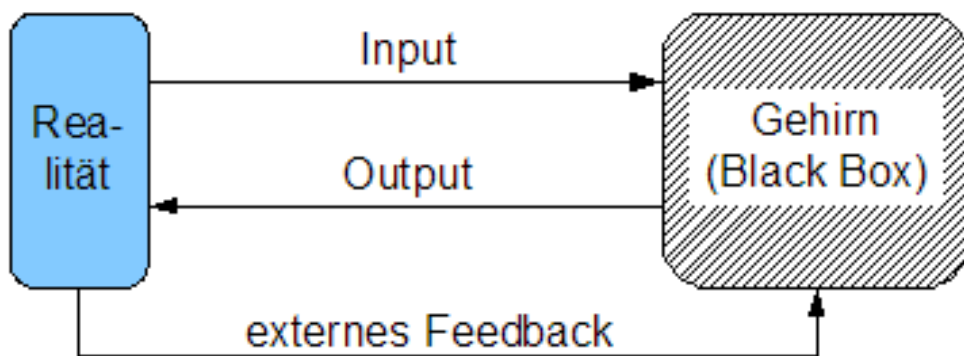 Input
Rea-
lität
Gehirn
(Black Box)
Output
externes Feedback